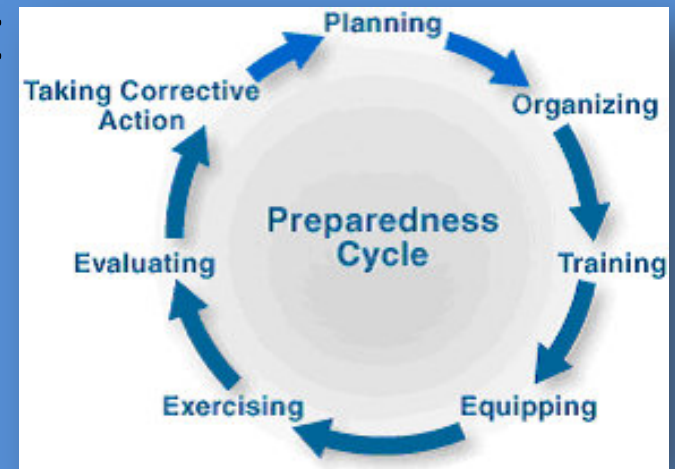 Planning
Organizing
Training
Equipping
Exercising
Evaluating
Taking Corrective
Action
Preparedness
Cycle